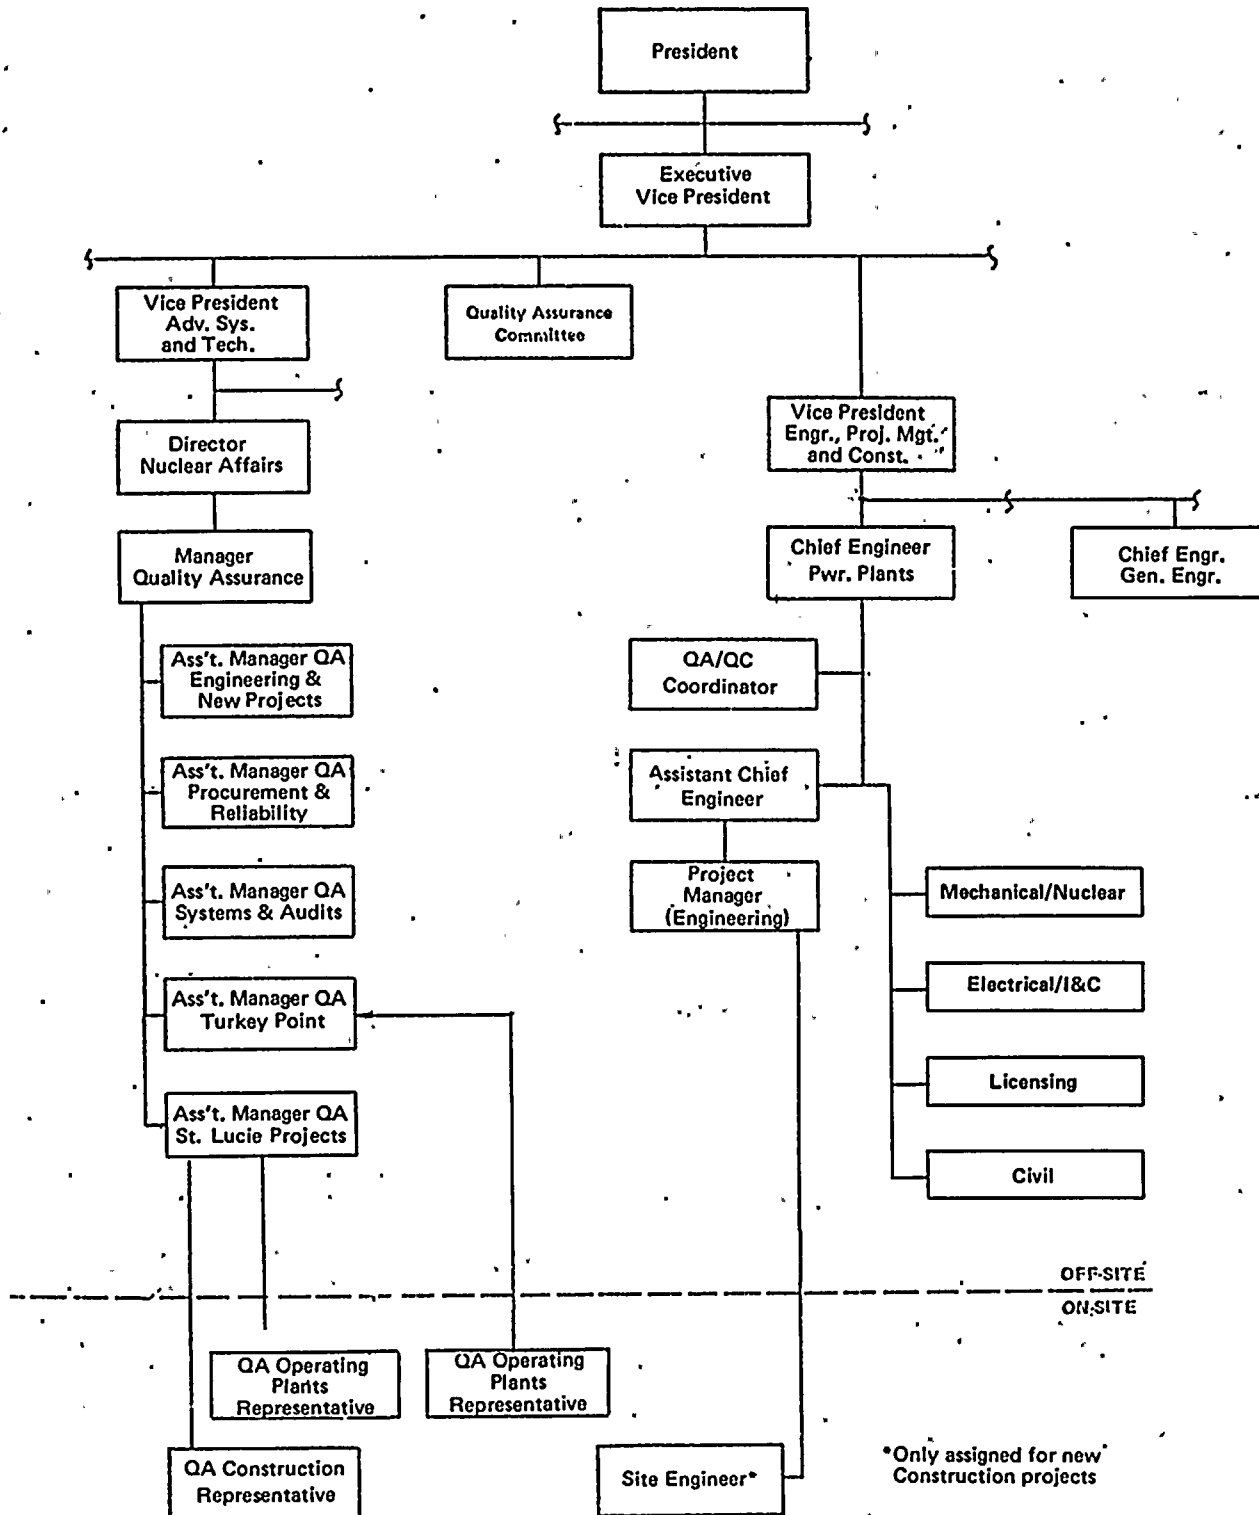 President
Executive
Vice President
Vice President
Adv. Sys.
and Tech.
Quality Assurance
Committee
Vice President
Engr., Proj. Mgt.
and Const.
Director
Nuclear Affairs
Manager
Quality Assurance
Chief Engineer
Pwr. Plants
Chief Engr.
Gen. Engr.
Ass't. Manager QA
Engineering &
New Projects
QA/QC
Coordinator
Ass't. Manager QA
Procurement &
Reliability
Assistant Chief
Engineer
Ass't. Manager QA
Systems & Audits
Project
Manager
(Engineering)
Mechanical/Nuclear
Ass't. Manager QA
Turkey Point
Electrical/I&C
Licensing
Ass't. Manager QA
St. Lucie Projects
Civil
OFF-SITE
ON-SITE
QA Operating
Plants
Representative
QA Operating
Plants
Representative
QA Construction
Representative
Site Engineer*
*Only assigned for new
Construction projects